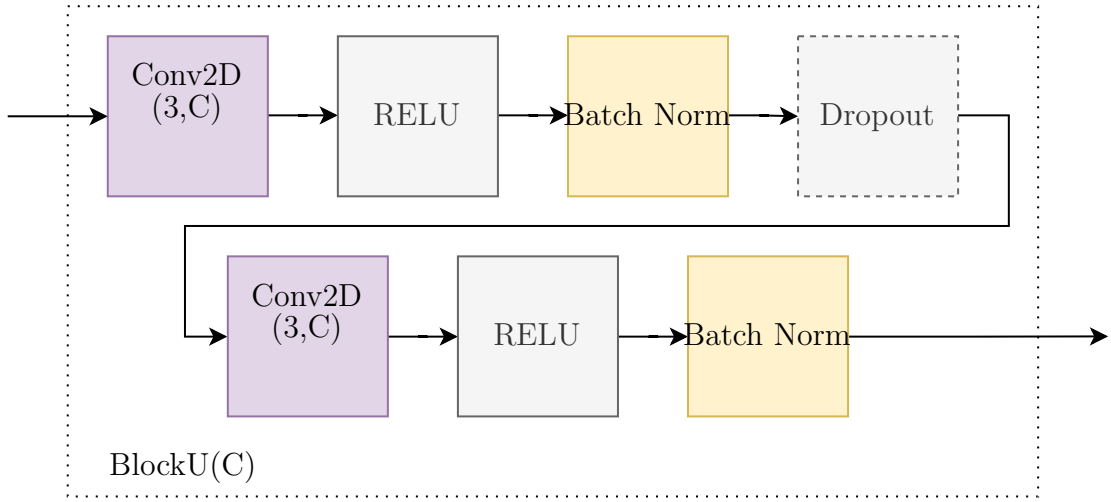 Conv2D
(3,C)
RELU
Batch Norm
Dropout
Conv2D
(3,C)
RELU
Batch Norm
BlockU(C)